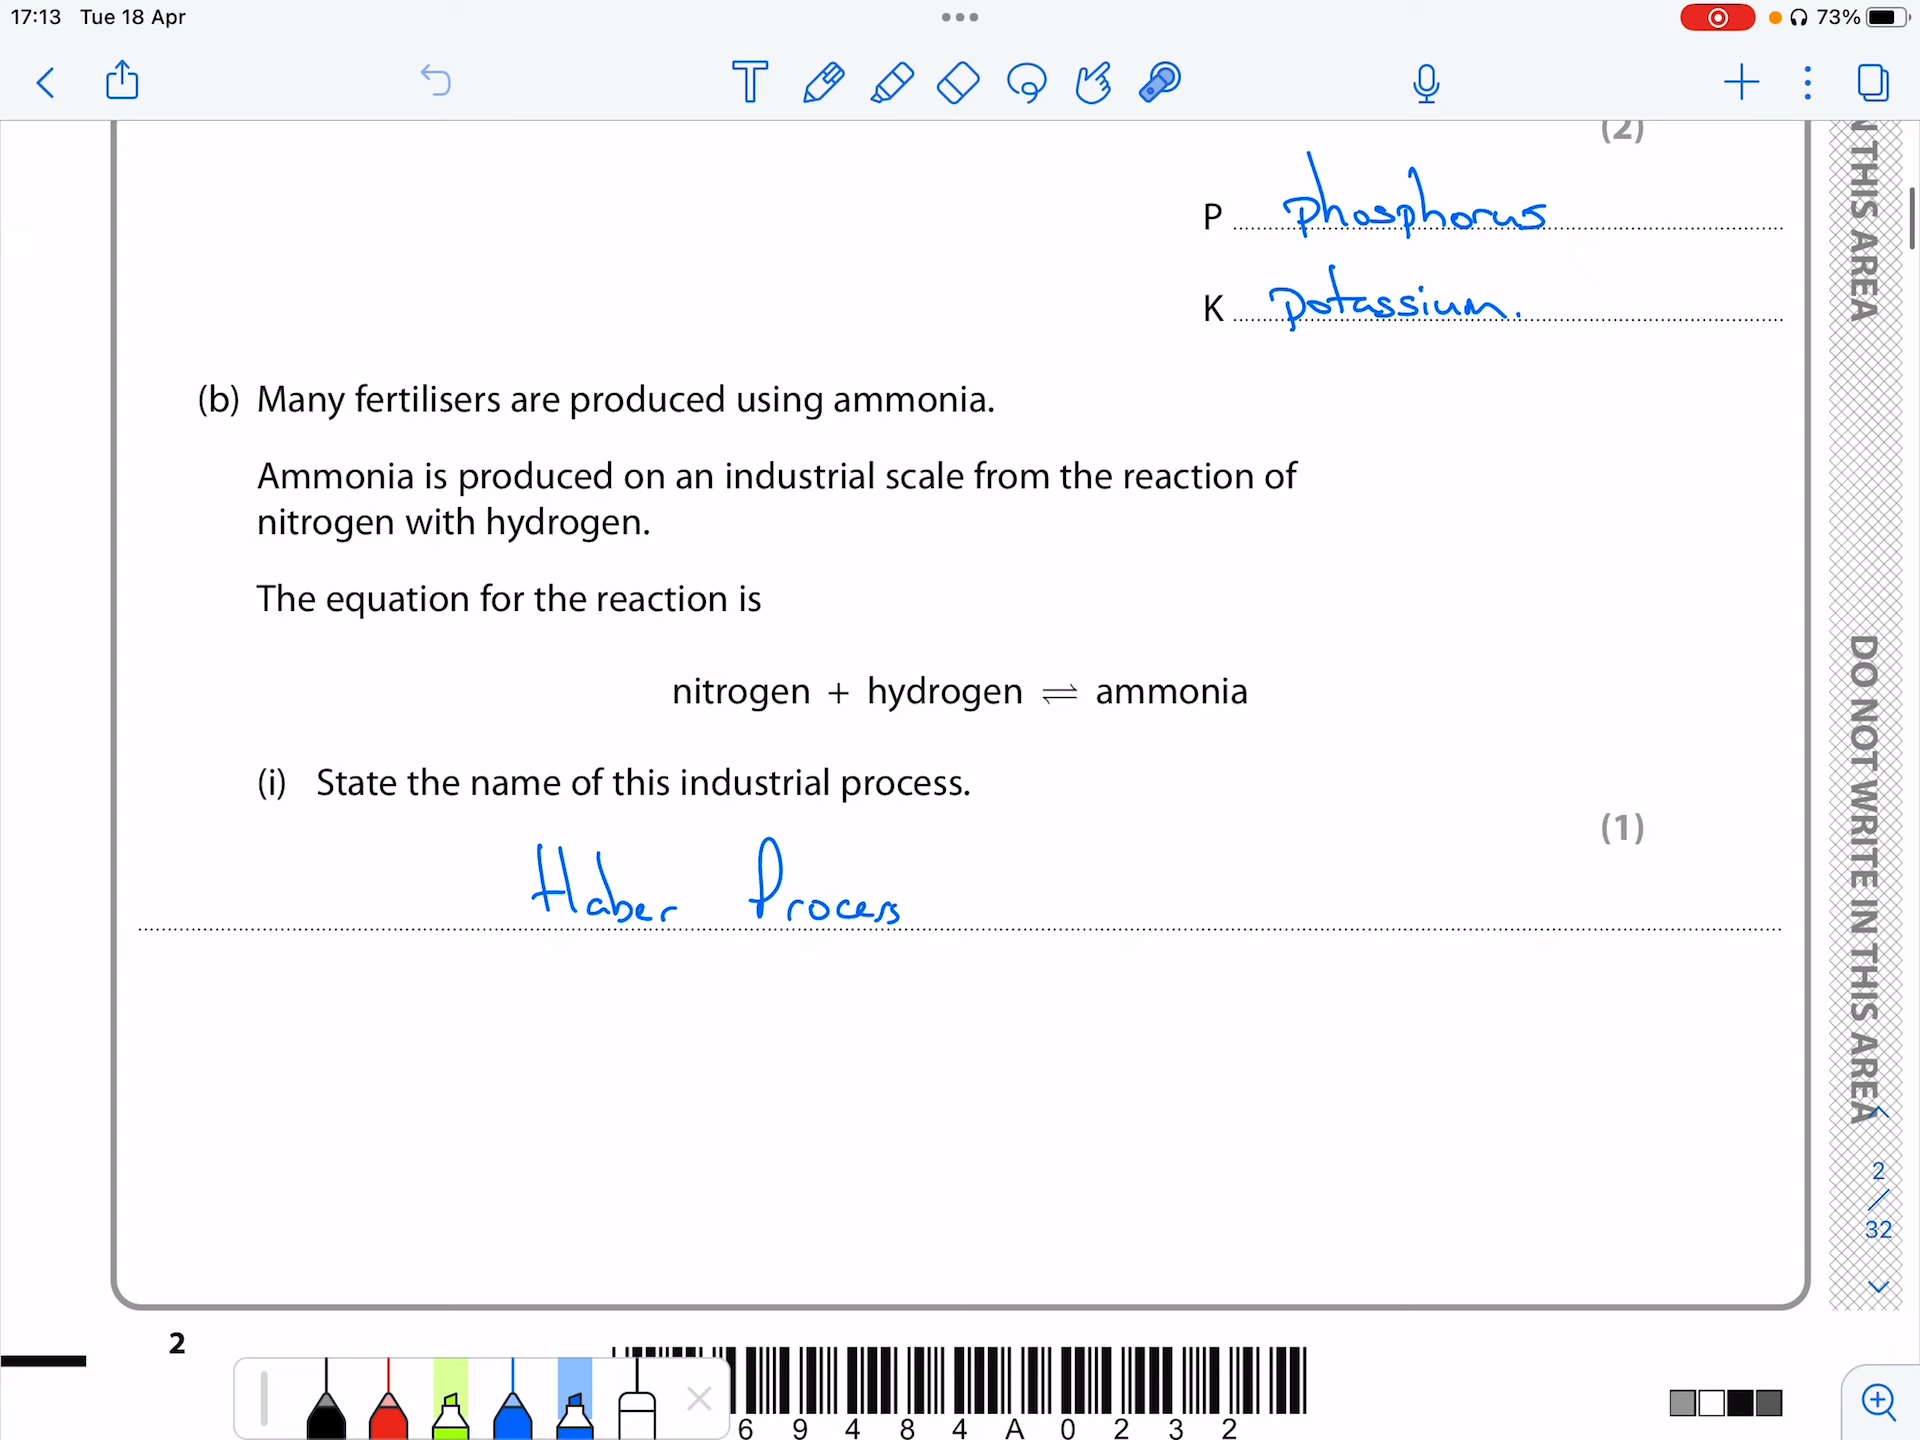 17:13 Tue 18 Apr
73%
(2)
P phosphorus
K potassium.
(b) Many fertilisers are produced using ammonia.
Ammonia is produced on an industrial scale from the reaction of
nitrogen with hydrogen.
The equation for the reaction is
nitrogen + hydrogen ⇌ ammonia
(i) State the name of this industrial process.
(1)
Haber Process
N THIS AREA
DO NOT WRITE IN THIS AREA
2
/
32
2
6 9 4 8 4 A 0 2 3 2